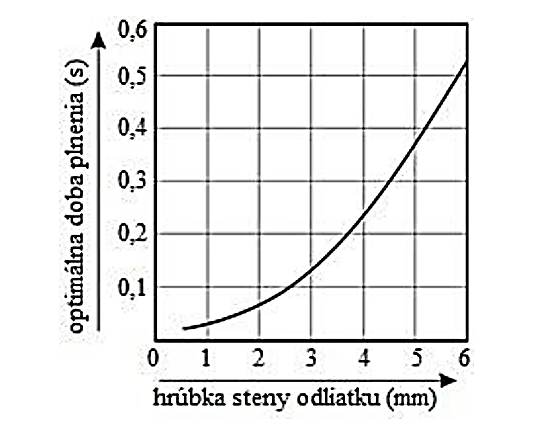 optimálna doba plnenia (s)
0,6
0,5
0,4
0,3
0,2
0,1
0 1 2 3 4 5 6
hrúbka steny odliatku (mm)